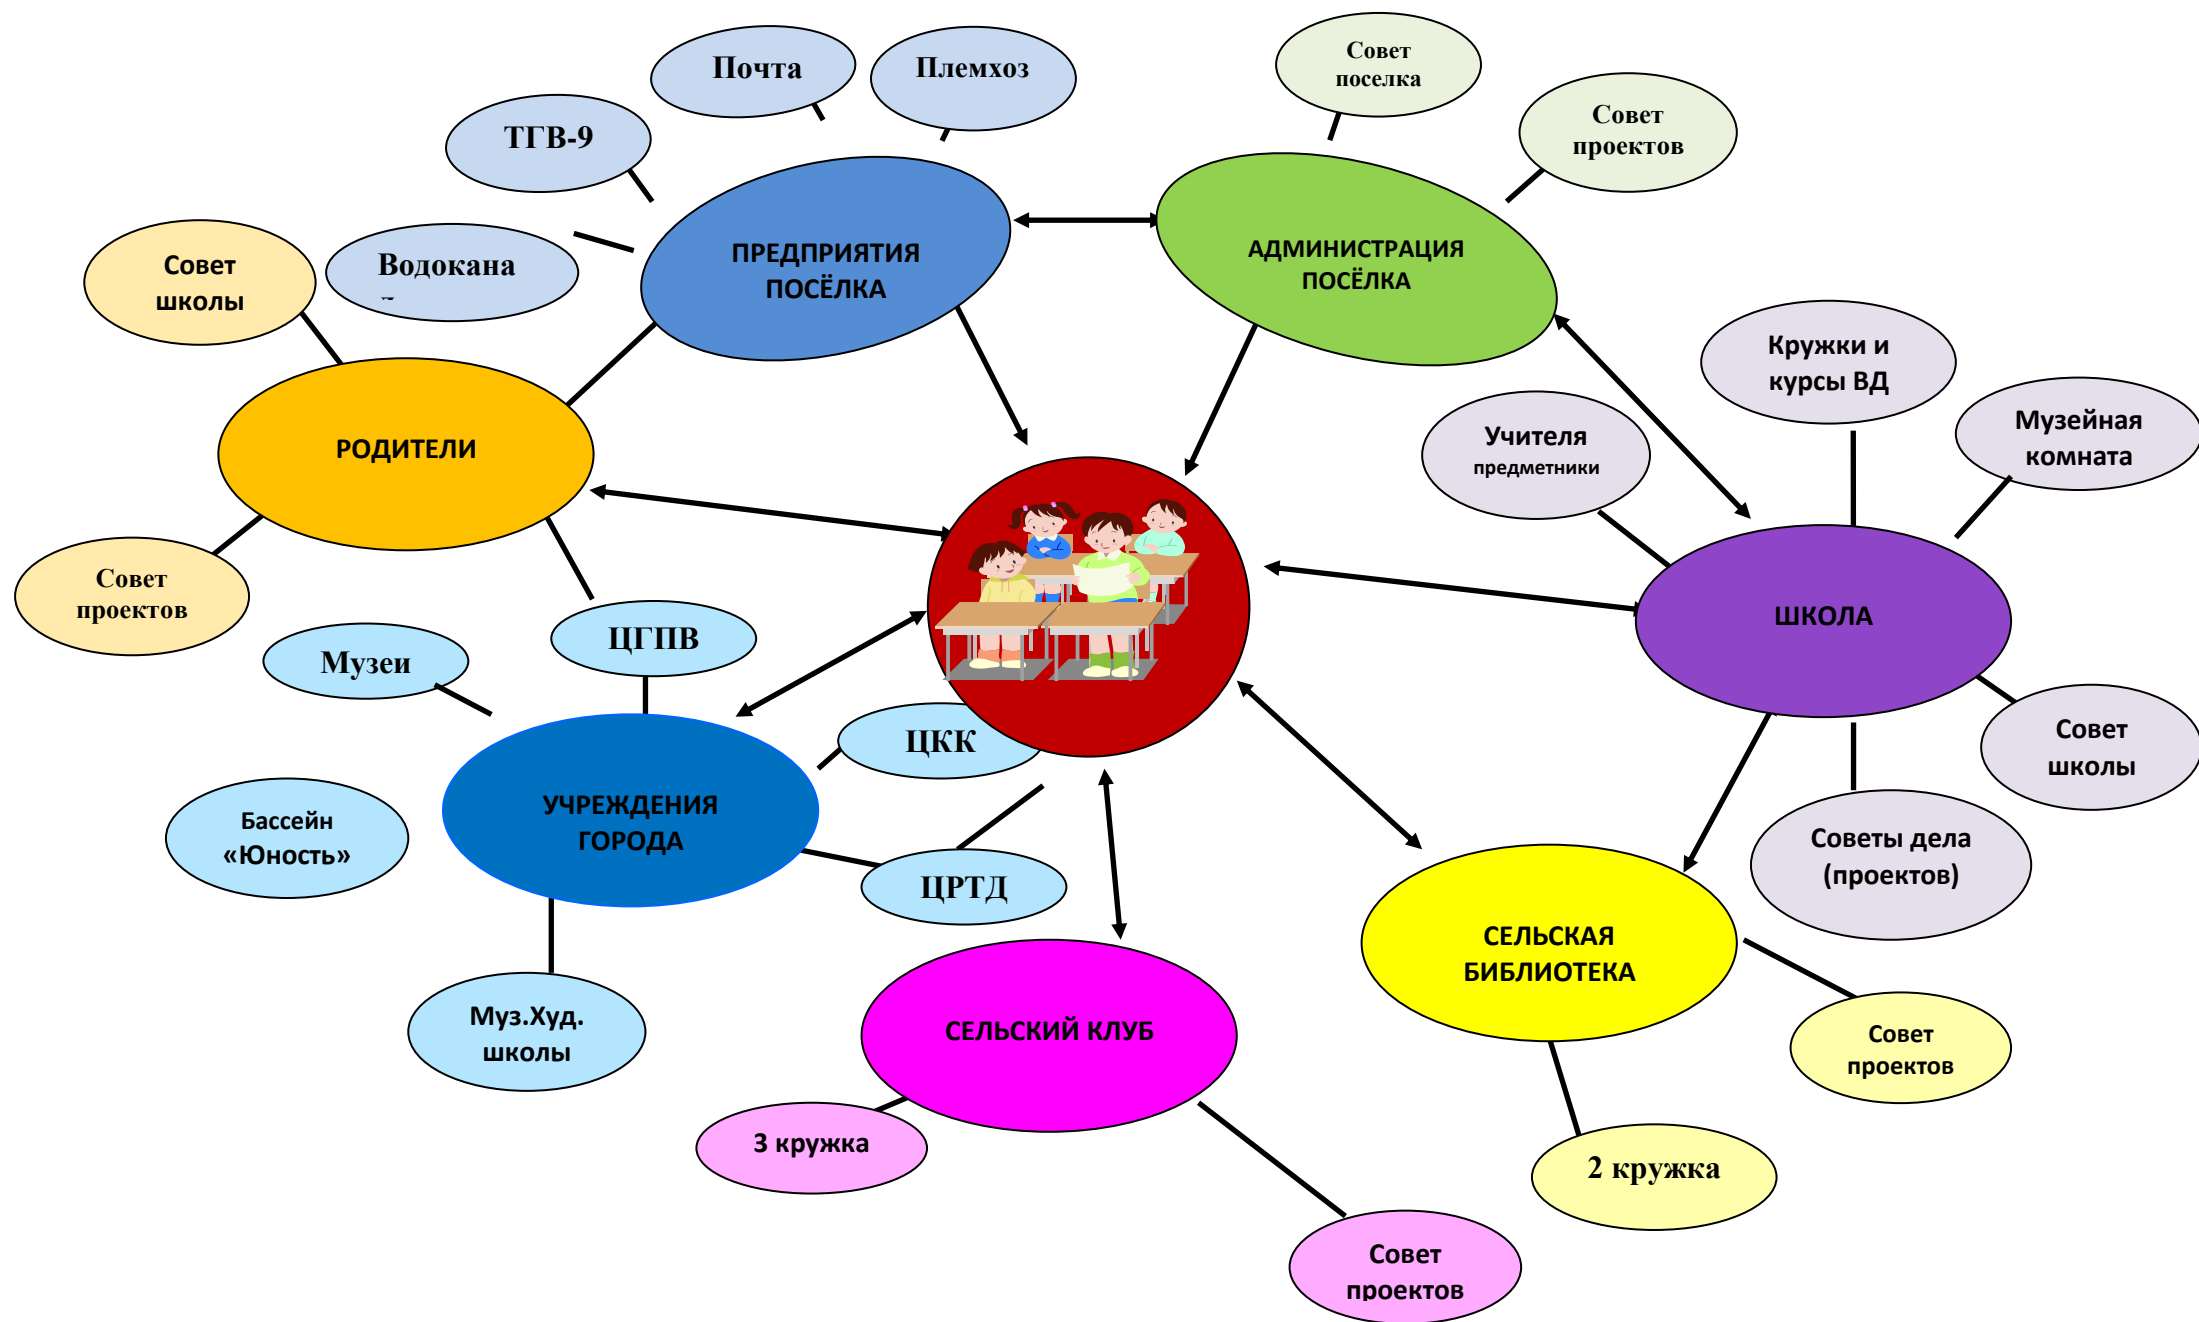 Почта
Племхоз
Совет
поселка
ТГВ-9
Совет
проектов
Совет
школы
Водокана
ПРЕДПРИЯТИЯ
ПОСЁЛКА
АДМИНИСТРАЦИЯ
ПОСЁЛКА
Кружки и
курсы ВД
Учителя
предметники
Музейная
комната
РОДИТЕЛИ
Совет
проектов
Музеи
ЦГПВ
ШКОЛА
ЦКК
Совет
школы
Бассейн
«Юность»
УЧРЕЖДЕНИЯ
ГОРОДА
Советы дела
(проектов)
ЦРТД
СЕЛЬСКАЯ
БИБЛИОТЕКА
Муз.Худ.
школы
СЕЛЬСКИЙ КЛУБ
Совет
проектов
3 кружка
2 кружка
Совет
проектов